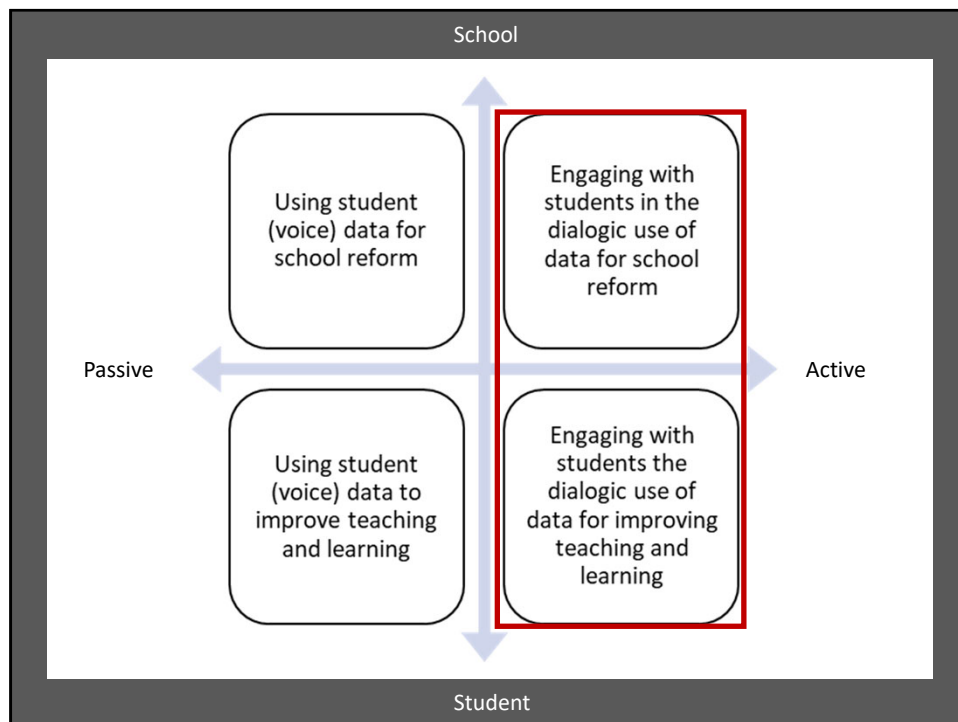 School
Using student
(voice) data for
school reform
Engaging with
students in the
dialogic use of
data for school
reform
Passive
Active
Using student
(voice) data to
improve teaching
and learning
Engaging with
students the
dialogic use of
data for improving
teaching and
learning
Student